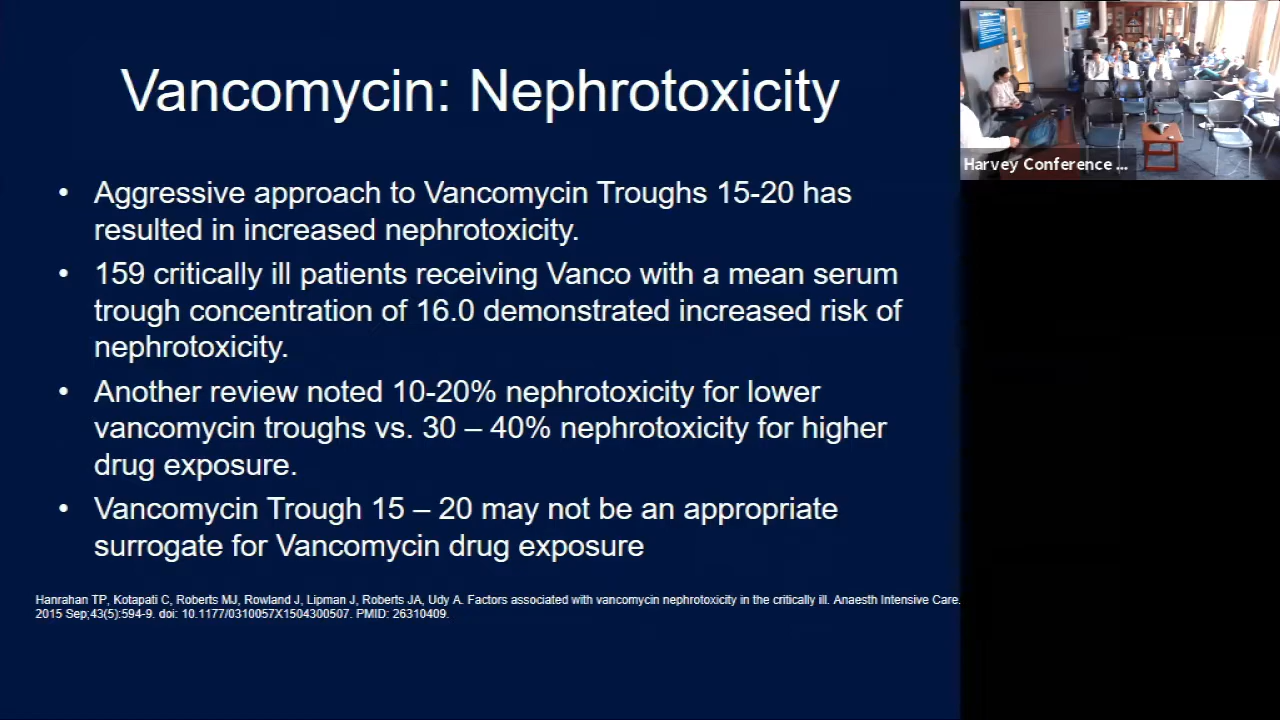 Vancomycin: Nephrotoxicity
• Aggressive approach to Vancomycin Troughs 15-20 has
resulted in increased nephrotoxicity.
• 159 critically ill patients receiving Vanco with a mean serum
trough concentration of 16.0 demonstrated increased risk of
nephrotoxicity.
• Another review noted 10-20% nephrotoxicity for lower
vancomycin troughs vs. 30 – 40% nephrotoxicity for higher
drug exposure.
• Vancomycin Trough 15 – 20 may not be an appropriate
surrogate for Vancomycin drug exposure
Hanrahan TP, Kotapati C, Roberts MJ, Rowland J, Lipman J, Roberts JA, Udy A. Factors associated with vancomycin nephrotoxicity in the critically ill. Anaesth Intensive Care.
2015 Sep;43(5):594-9. doi: 10.1177/0310057X1504300507. PMID: 26310409.
Harvey Conference ...